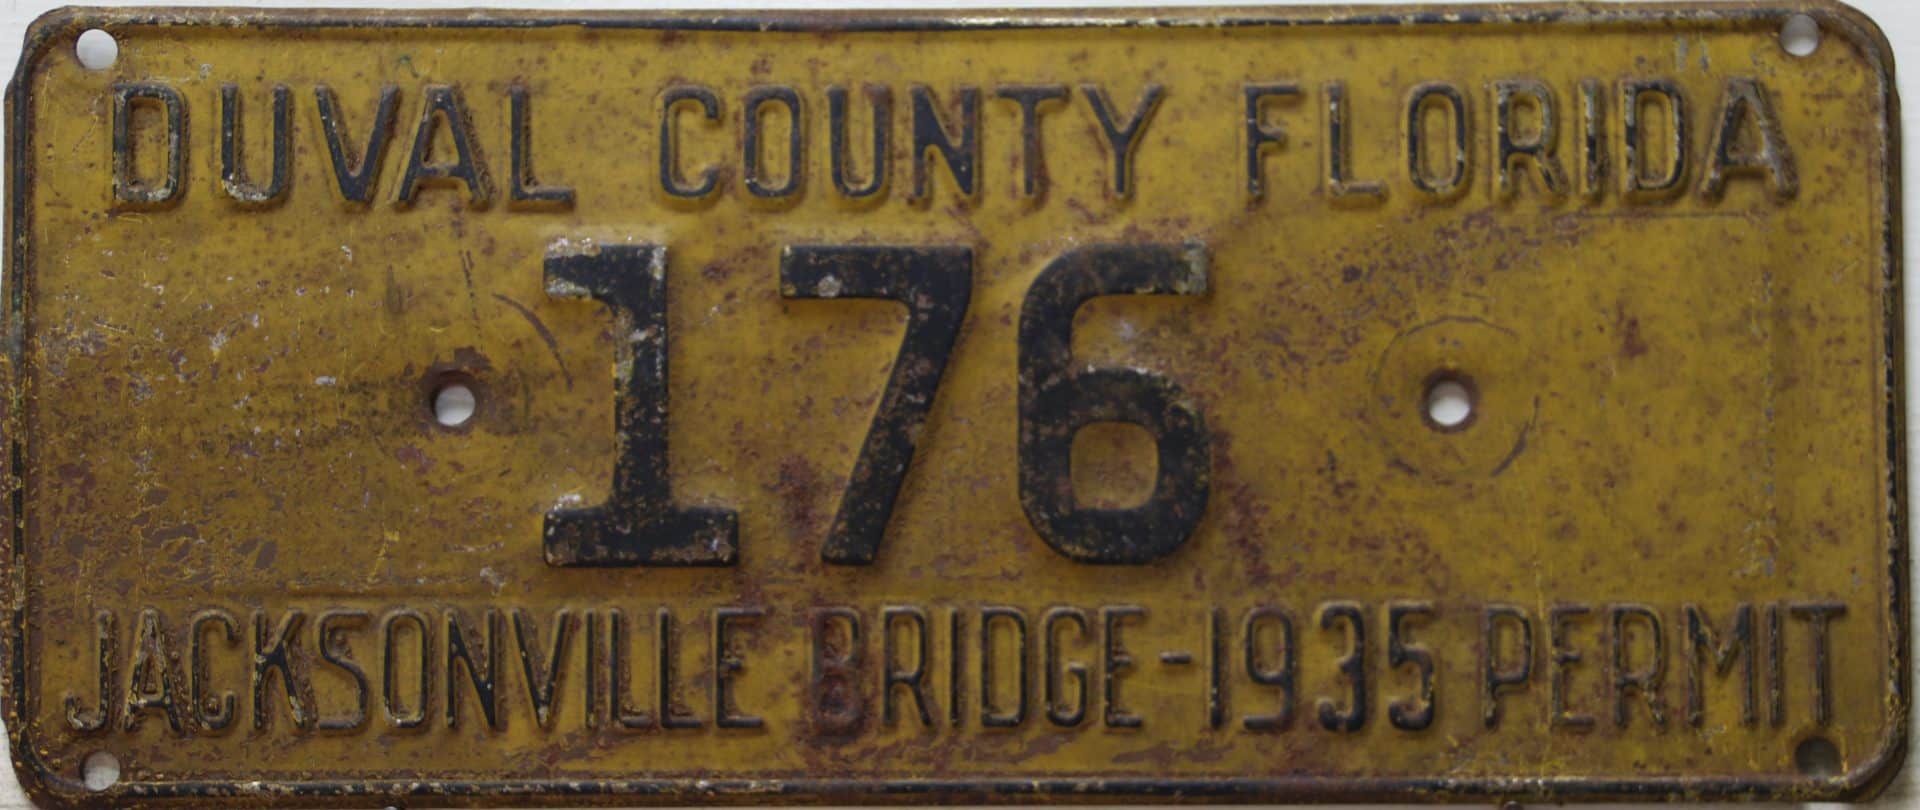 DUVAL COUNTY FLORIDA
176
JACKSONVILLE BRIDGE-1935 PERMIT